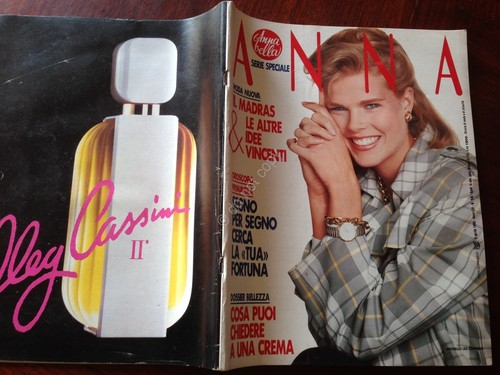 Oleg Cassini
II
ANNA
Anna
bella
SERIE SPECIALE
MODA NUOVA
IL MADRAS
& LE ALTRE
IDEE
VINCENTI
OROSCOPO
SEGNO
PER SEGNO
CERCA
LA «TUA»
FORTUNA
DOSSIER BELLEZZA
COSA PUOI
CHIEDERE
A UNA CREMA